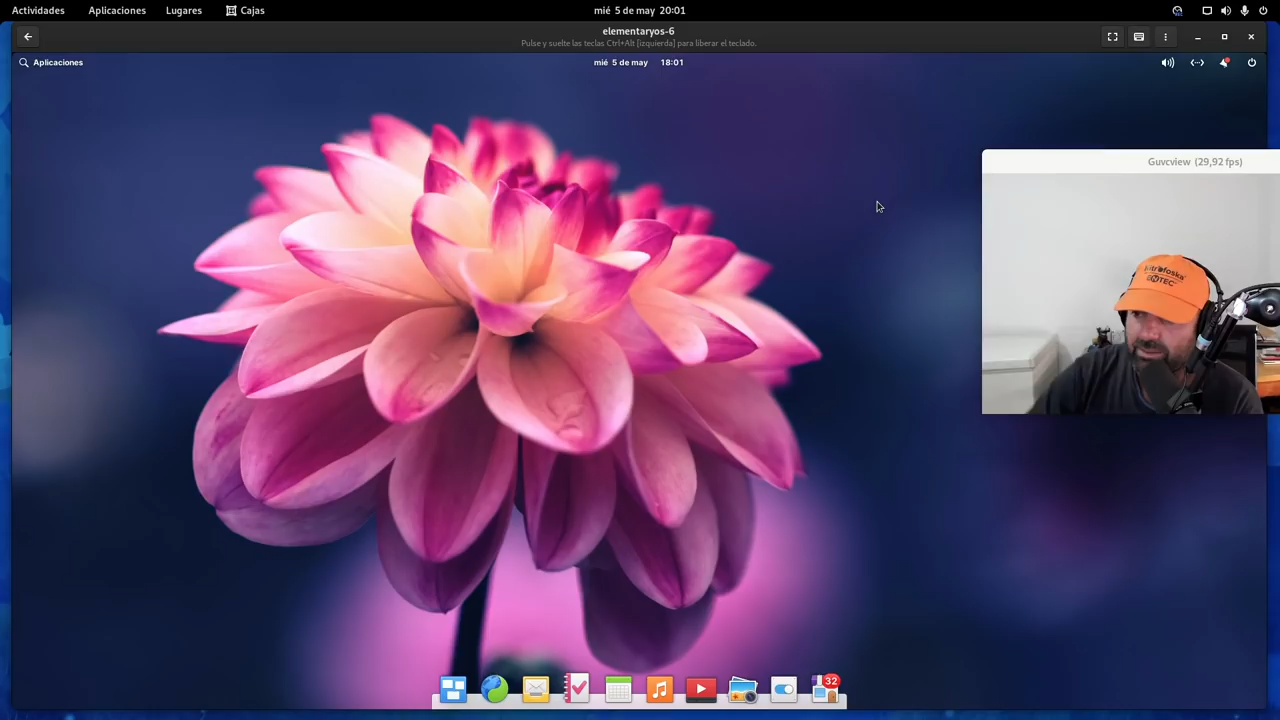 Actividades Aplicaciones Lugares Cajas mié 5 de may 20:01
elementaryos-6
Pulse y suelte las teclas Ctrl+Alt [izquierda] para liberar el teclado.
Aplicaciones mié 5 de may 18:01
Guvcview (29,92 fps)
32